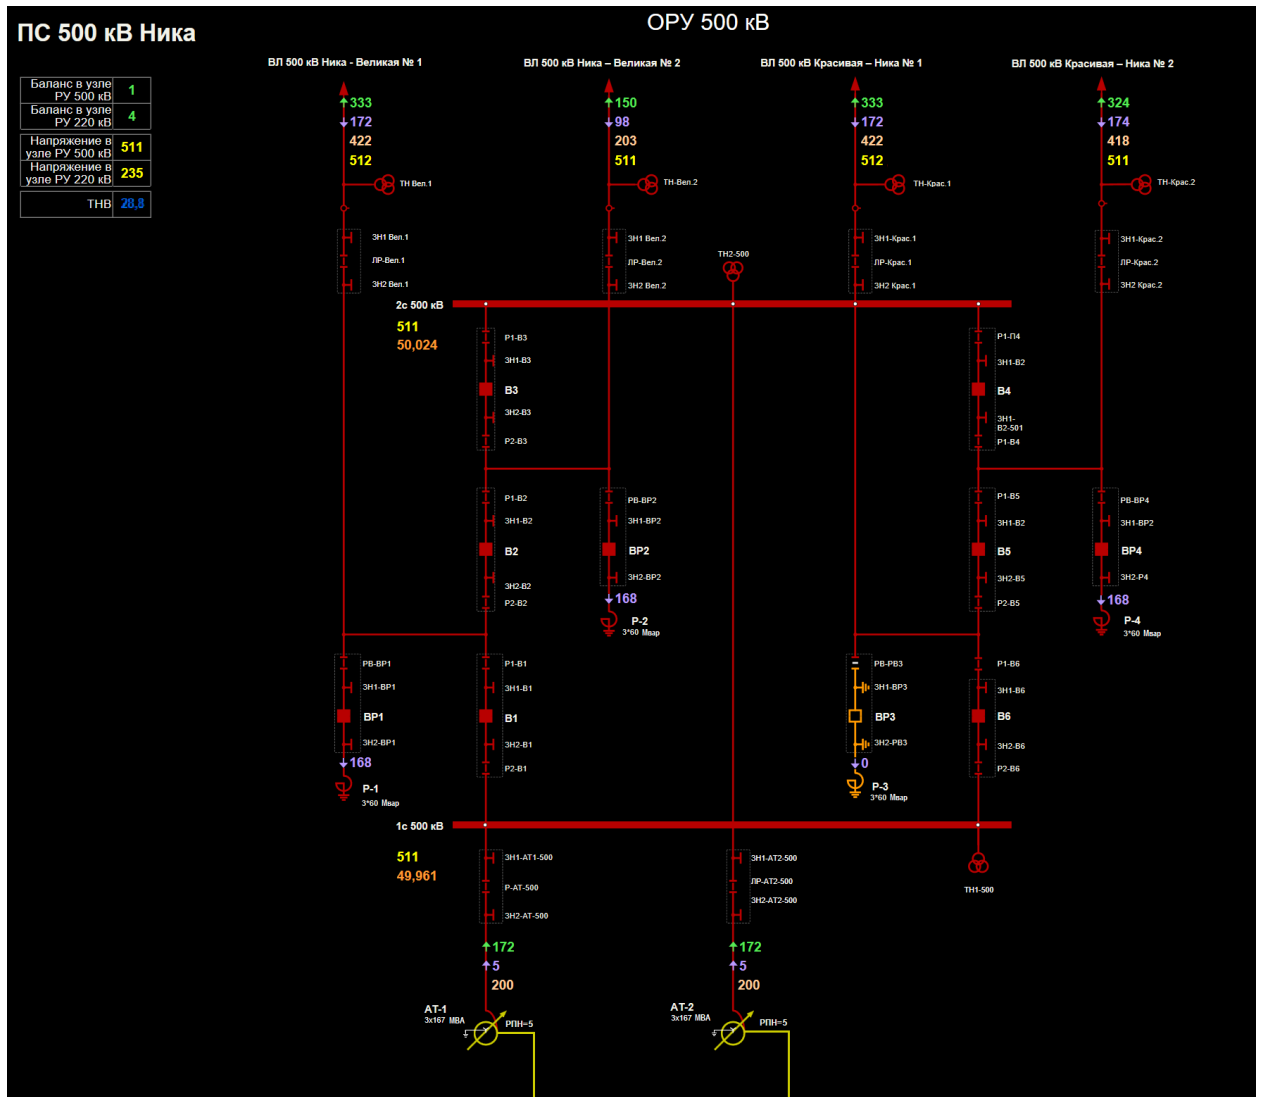 ПС 500 кВ Ника
ОРУ 500 кВ
ВЛ 500 кВ Ника - Великая № 1
ВЛ 500 кВ Ника – Великая № 2
ВЛ 500 кВ Красивая – Ника № 1
ВЛ 500 кВ Красивая – Ника № 2
Баланс в узле
РУ 500 кВ
1
Баланс в узле
РУ 220 кВ
4
Напряжение в
узле РУ 500 кВ
511
Напряжение в
узле РУ 220 кВ
235
ТНВ
28,8
333
172
422
512
150
98
203
511
333
172
422
512
324
174
418
511
ТН Вел.1
ТН-Вел.2
ТН-Крас.1
ТН-Крас.2
ЗН1 Вел.1
ЛР-Вел.1
ЗН2 Вел.1
ЗН1 Вел.2
ЛР-Вел.2
ЗН2 Вел.2
ТН2-500
ЗН1-Крас.1
ЛР-Крас.1
ЗН2 Крас.1
ЗН1-Крас.2
ЛР-Крас.2
ЗН2 Крас.2
2с 500 кВ
511
50,024
Р1-В3
ЗН1-В3
В3
ЗН2-В3
Р2-В3
Р1-П4
ЗН1-В2
В4
ЗН1-
В2-501
Р1-В4
Р1-В2
ЗН1-В2
В2
ЗН2-В2
Р2-В2
РВ-ВР2
ЗН1-ВР2
ВР2
ЗН2-ВР2
168
Р-2
3*60 Мвар
Р1-В5
ЗН1-В2
В5
ЗН2-В5
Р2-В5
РВ-ВР4
ЗН1-ВР2
ВР4
ЗН2-Р4
168
Р-4
3*60 Мвар
РВ-ВР1
ЗН1-ВР1
ВР1
ЗН2-ВР1
168
Р-1
3*60 Мвар
Р1-В1
ЗН1-В1
В1
ЗН2-В1
Р2-В1
РВ-РВ3
ЗН1-ВР3
ВР3
ЗН2-РВ3
0
Р-3
3*60 Мвар
Р1-В6
ЗН1-В6
В6
ЗН2-В6
Р2-В6
1с 500 кВ
511
49,961
ЗН1-АТ1-500
Р-АТ-500
ЗН2-АТ-500
ЗН1-АТ2-500
ЛР-АТ2-500
ЗН2-АТ2-500
ТН1-500
172
5
200
172
5
200
АТ-1
3х167 МВА
РПН=5
АТ-2
3х167 МВА
РПН=5